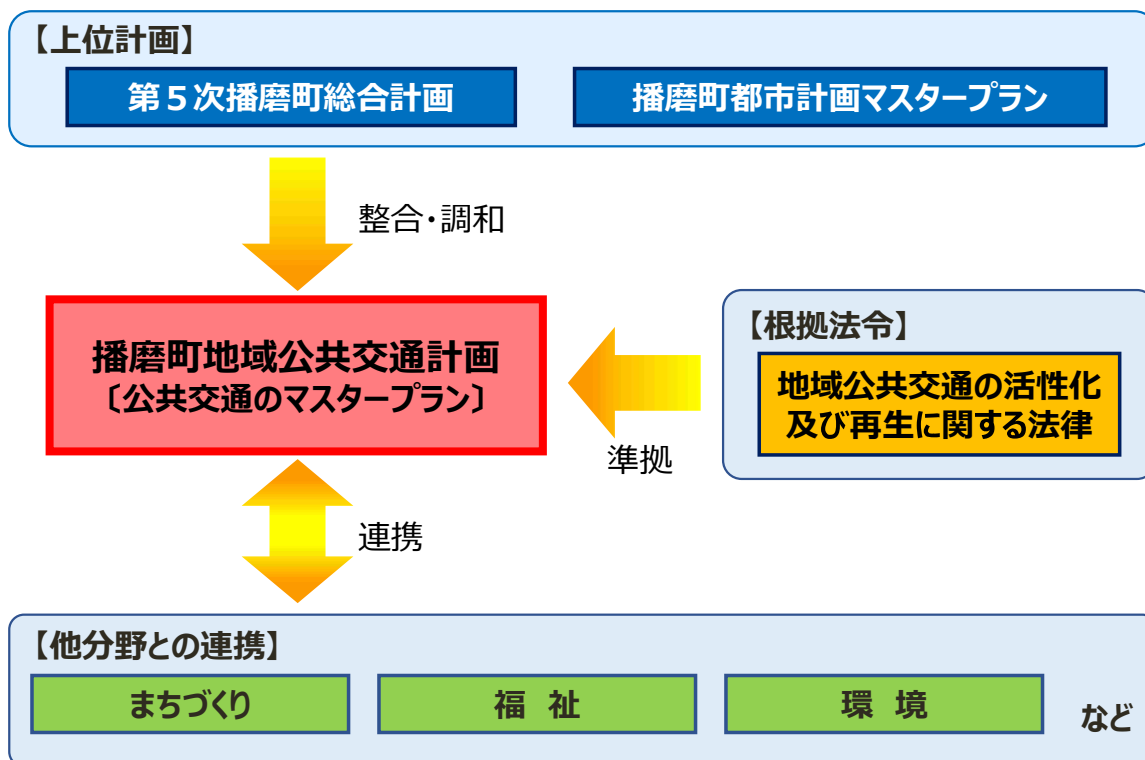 【上位計画】
第５次播磨町総合計画
播磨町都市計画マスタープラン
整合・調和
播磨町地域公共交通計画
〔公共交通のマスタープラン〕
【根拠法令】
地域公共交通の活性化
及び再生に関する法律
準拠
連携
【他分野との連携】
まちづくり
福 祉
環 境
など